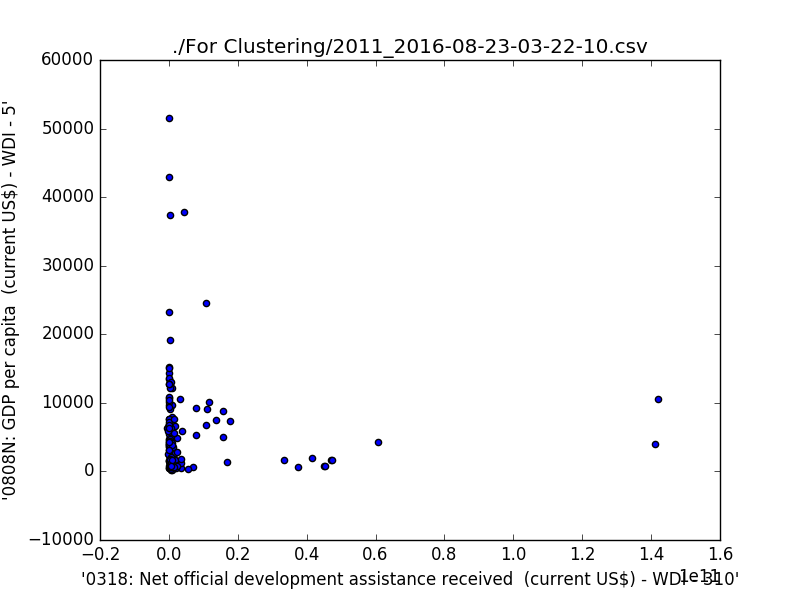 ./For Clustering/2011_2016-08-23-03-22-10.csv
60000
50000
40000
30000
20000
10000
0
−10000
'0808N: GDP per capita  (current US$) - WDI - 5'
−0.2 0.0 0.2 0.4 0.6 0.8 1.0 1.2 1.4 1.6
1e11
'0318: Net official development assistance received  (current US$) - WDI - 310'